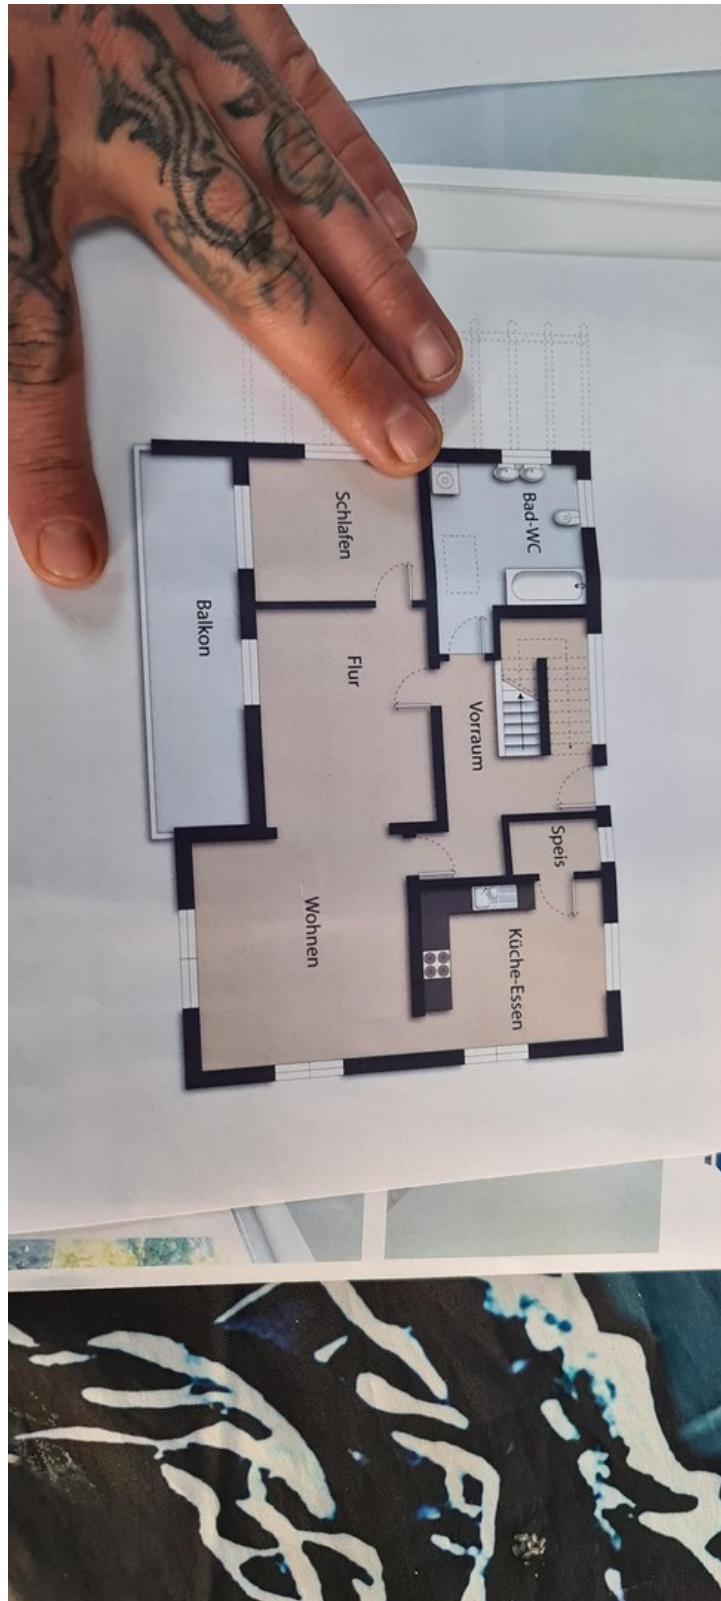 Bad-WC
Schlafen
Balkon
Flur
Vorraum
Speis
Küche-Essen
Wohnen